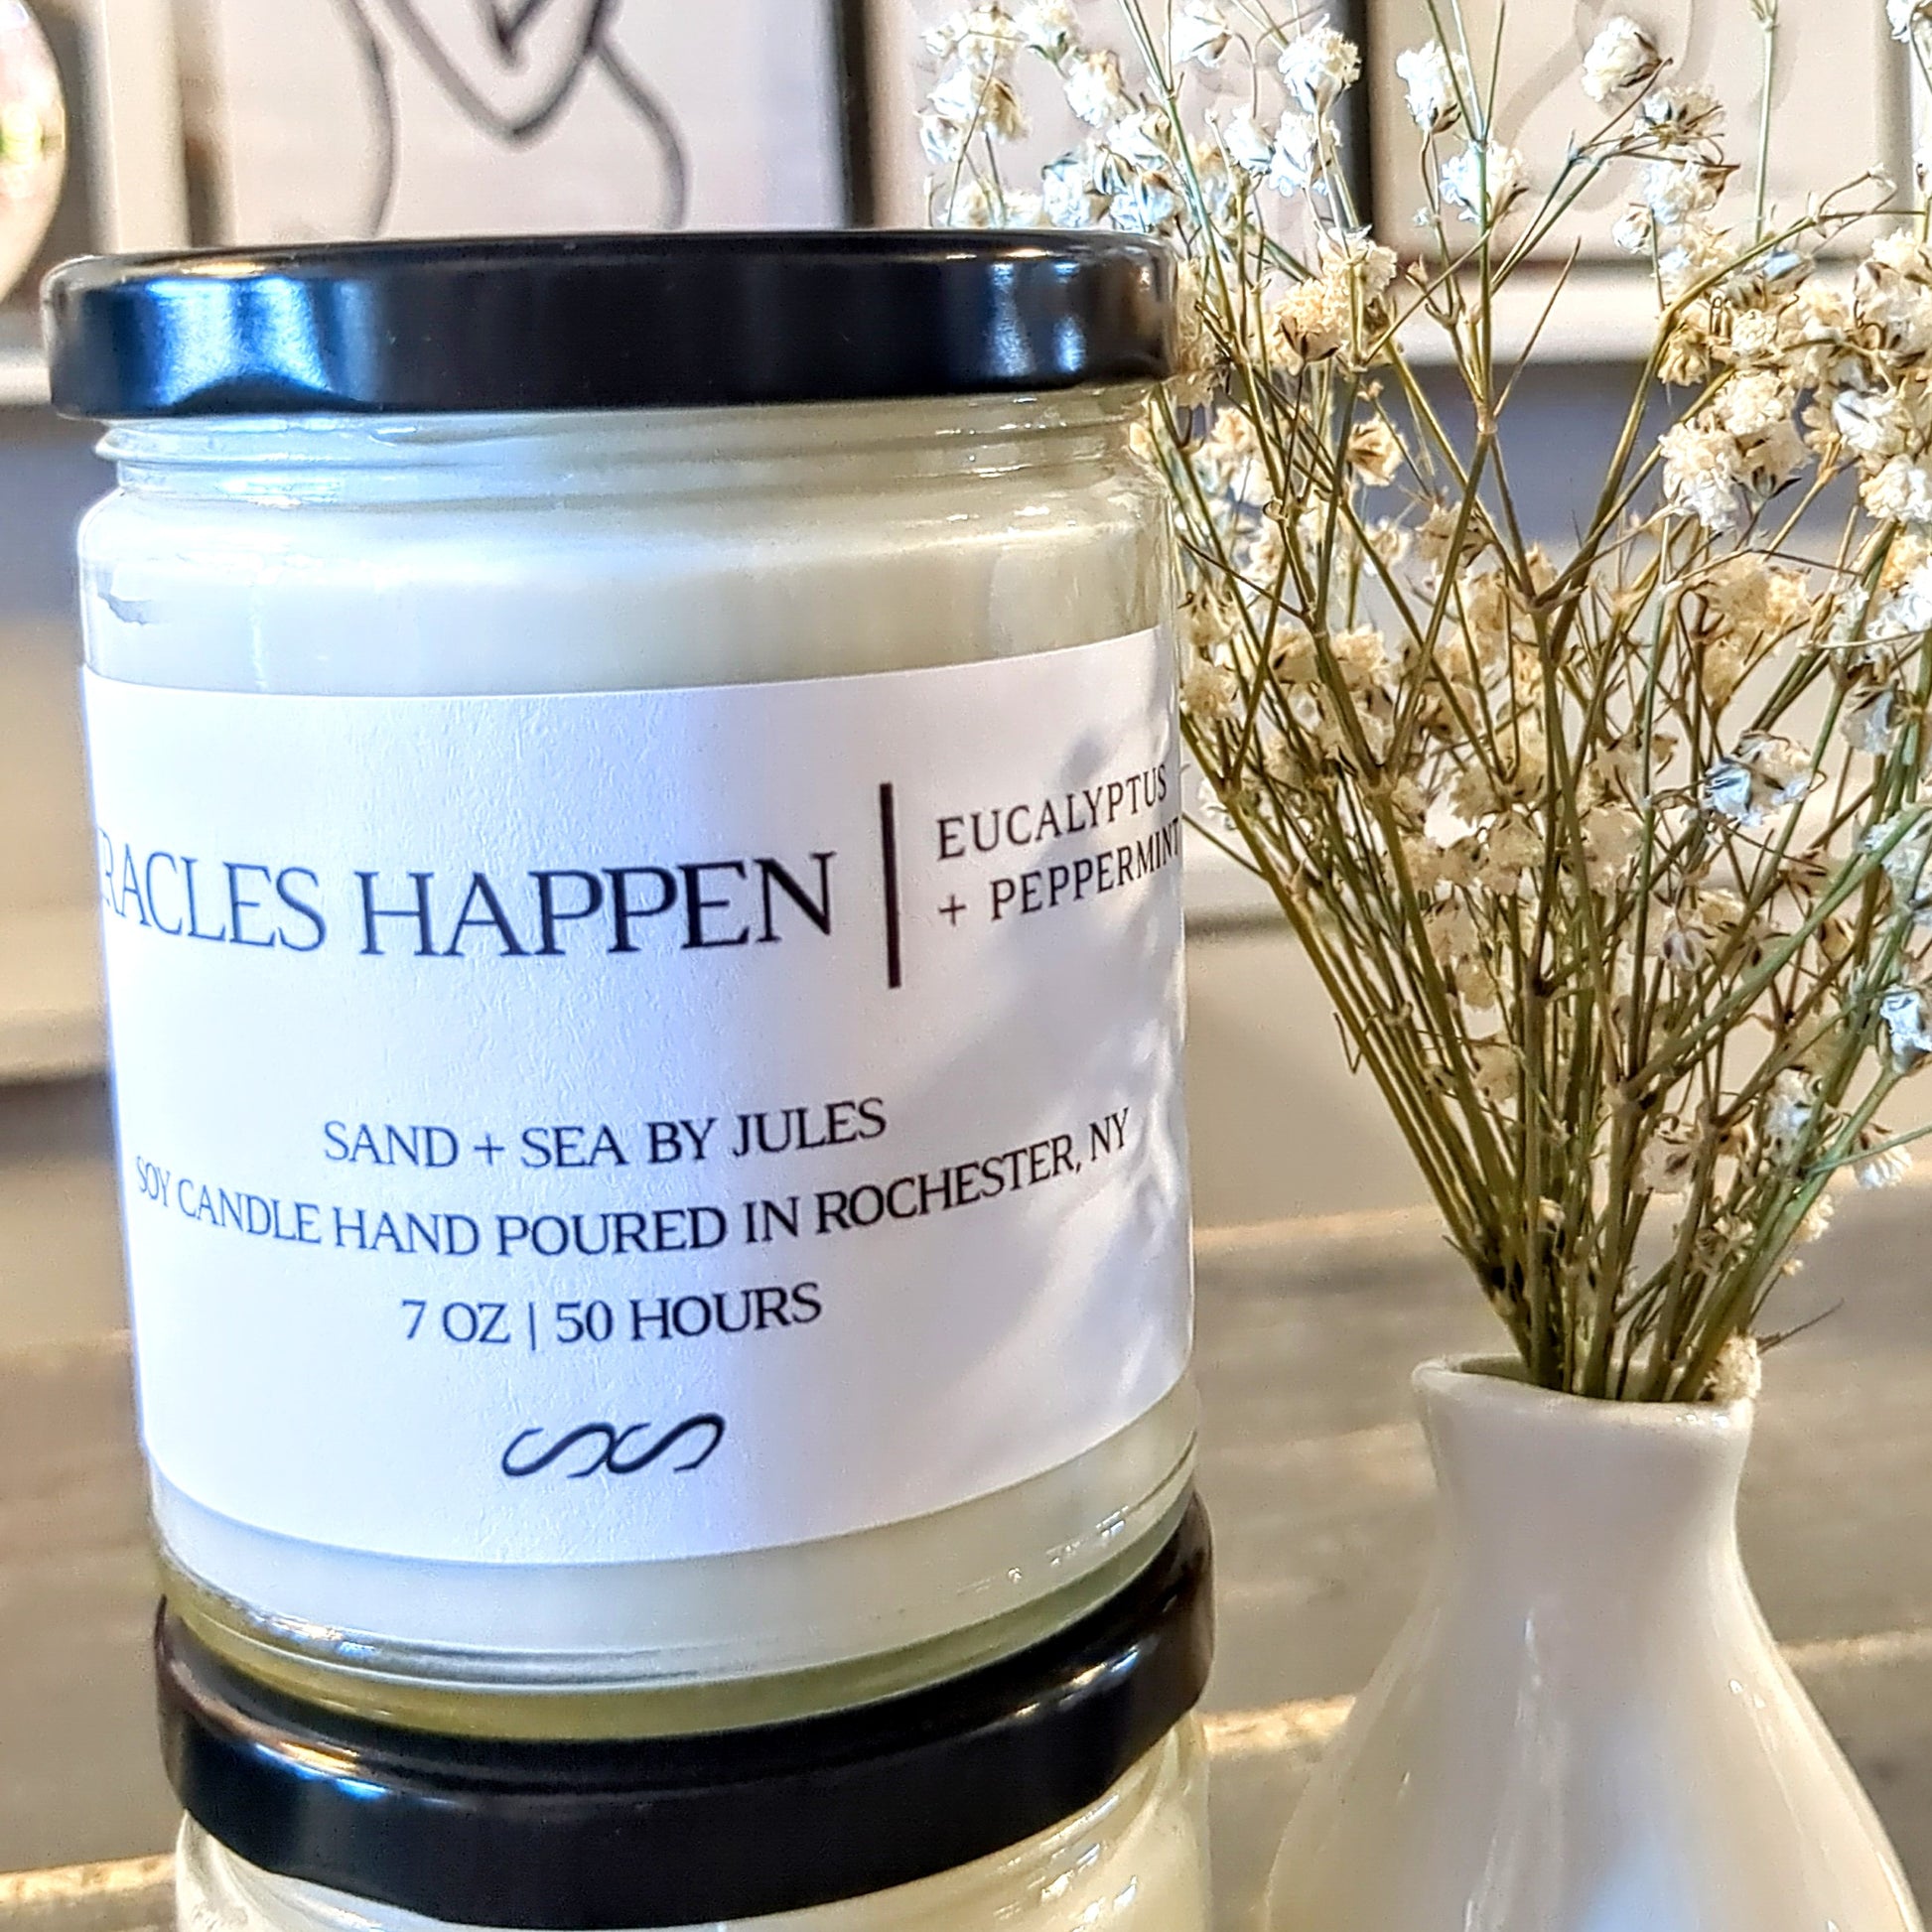 RACLES HAPPEN | EUCALYPTUS
+ PEPPERMINT
SAND + SEA BY JULES
SOY CANDLE HAND POURED IN ROCHESTER, NY
7 OZ | 50 HOURS